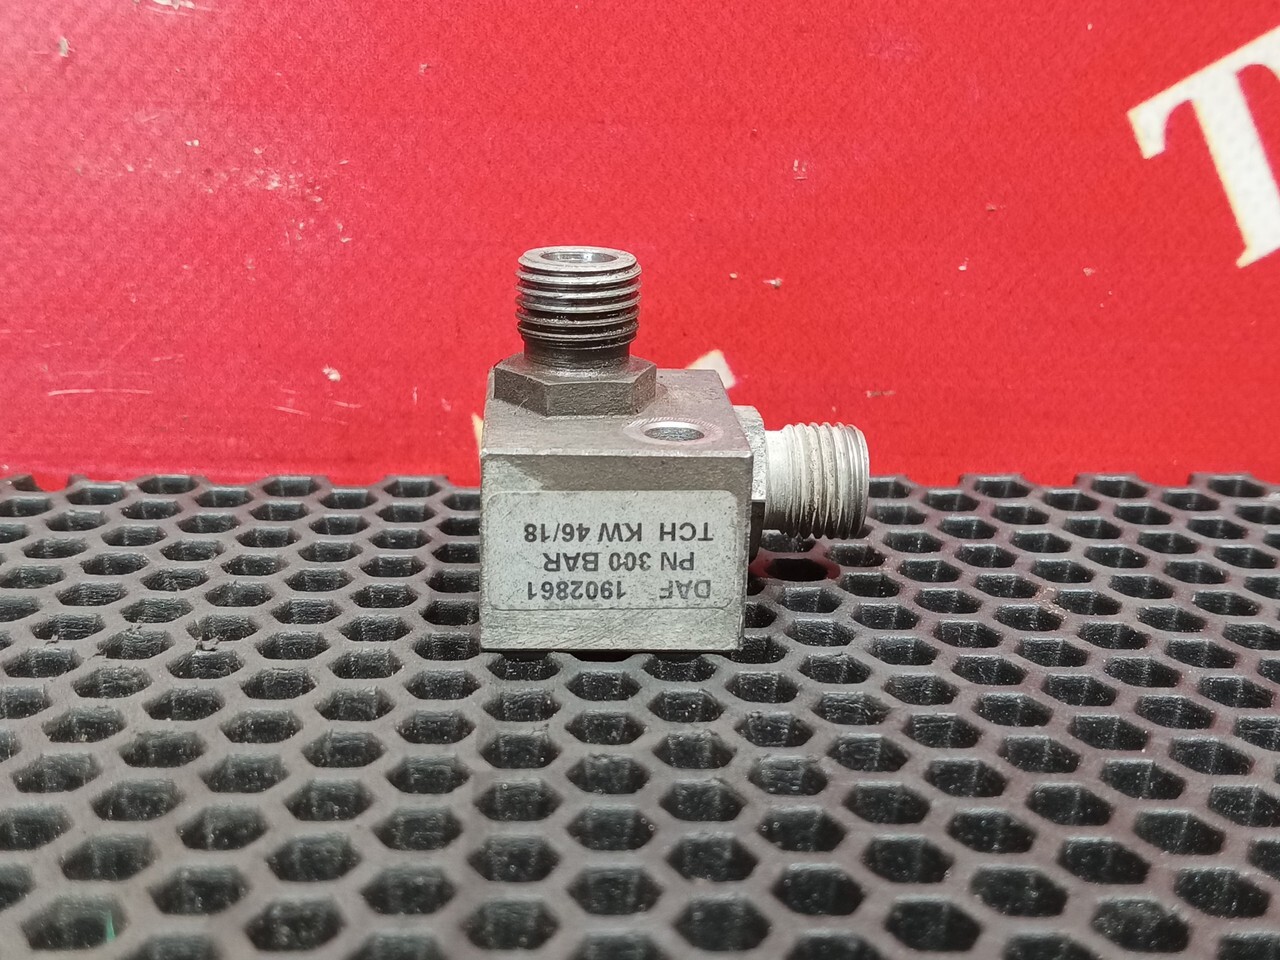 DAF 1902861
PN 300 BAR
TCH KW 46/18
T